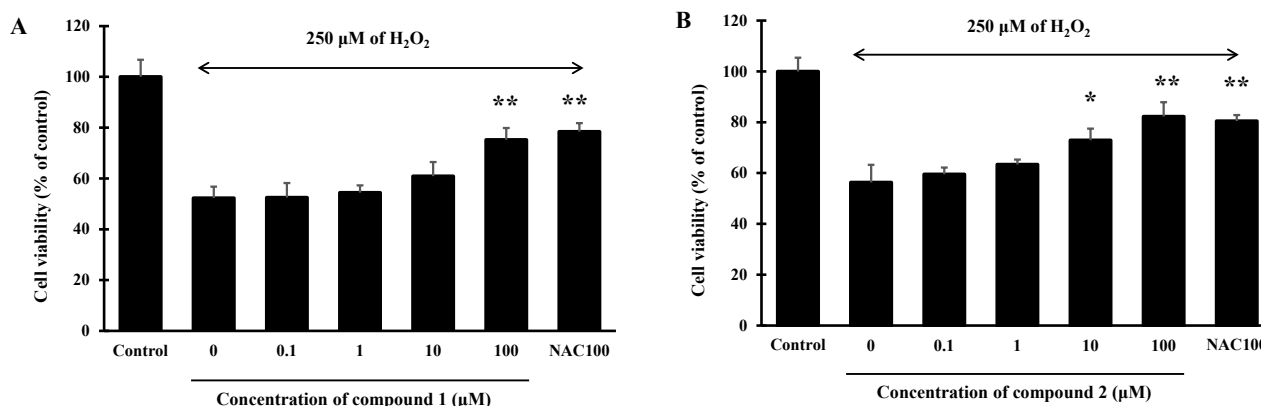 A
120
250 μM of H₂O₂
100
80
60
40
20
0
Cell viability (% of control)
** **
Control 0 0.1 1 10 100 NAC100
Concentration of compound 1 (μM)
B
120
250 μM of H₂O₂
100
80
60
40
20
0
Cell viability (% of control)
* ** **
Control 0 0.1 1 10 100 NAC100
Concentration of compound 2 (μM)